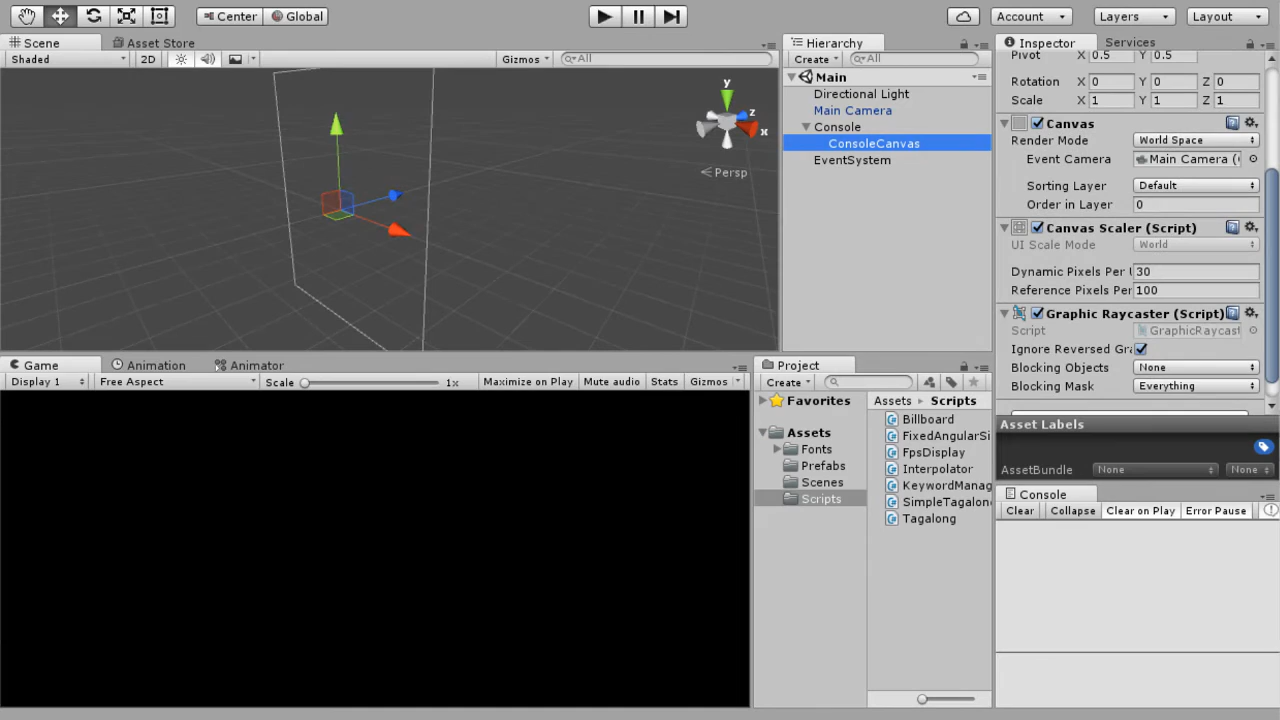 Center
Global
Account
Layers
Layout
Scene
Asset Store
Shaded
2D
Gizmos
All
y
z
x
Persp
Hierarchy
Create
All
Main
Directional Light
Main Camera
Console
ConsoleCanvas
EventSystem
Inspector
Services
Pivot X 0.5 Y 0.5
Rotation X 0 Y 0 Z 0
Scale X 1 Y 1 Z 1
Canvas
Render Mode World Space
Event Camera Main Camera (
Sorting Layer Default
Order in Layer 0
Canvas Scaler (Script)
UI Scale Mode World
Dynamic Pixels Per 30
Reference Pixels Per 100
Graphic Raycaster (Script)
Script GraphicRaycast
Ignore Reversed Gra
Blocking Objects None
Blocking Mask Everything
Asset Labels
AssetBundle None None
Console
Clear Collapse Clear on Play Error Pause
Game
Animation
Animator
Display 1
Free Aspect
Scale 1x
Maximize on Play Mute audio Stats Gizmos
Project
Create
Favorites
Assets
Fonts
Prefabs
Scenes
Scripts
Assets Scripts
Billboard
FixedAngularSi
FpsDisplay
Interpolator
KeywordManag
SimpleTagalong
Tagalong